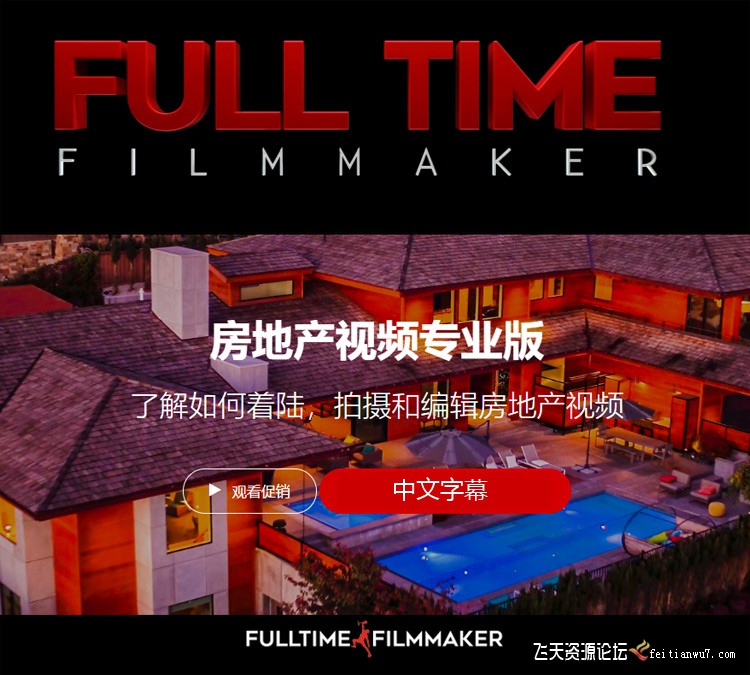 FULL TIME
FILMMAKER
房地产视频专业版
了解如何着陆，拍摄和编辑房地产视频
观看促销
中文字幕
FULLTIME FILMMAKER
飞天资源论坛 feitianwu7.com